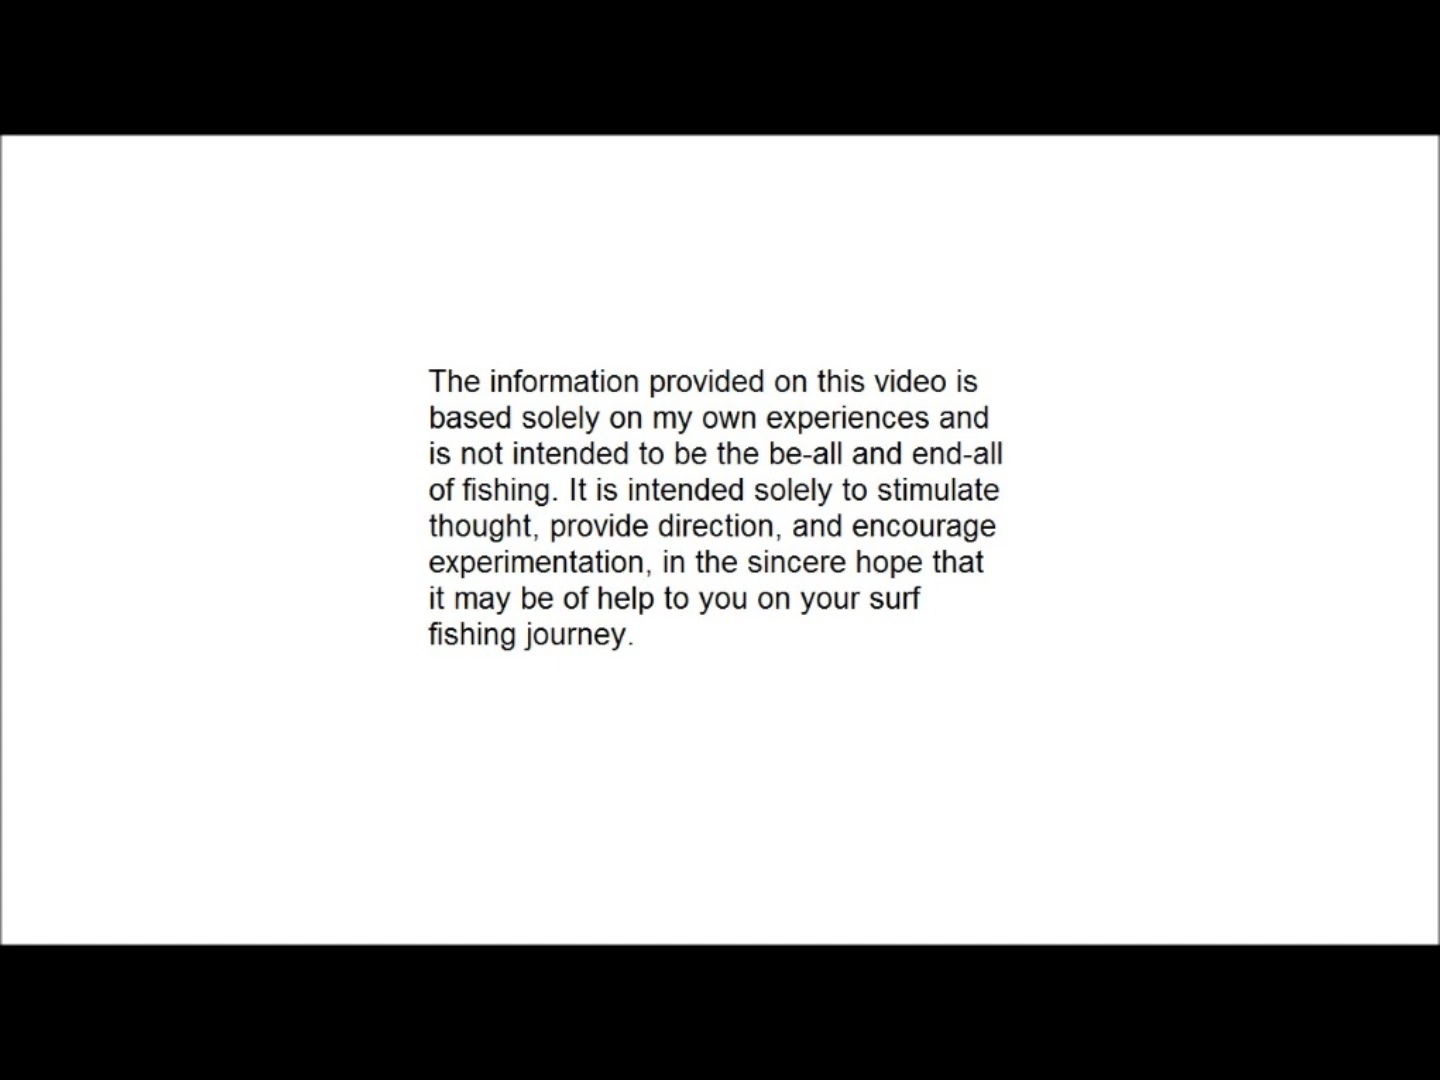 The information provided on this video is
based solely on my own experiences and
is not intended to be the be-all and end-all
of fishing. It is intended solely to stimulate
thought, provide direction, and encourage
experimentation, in the sincere hope that
it may be of help to you on your surf
fishing journey.